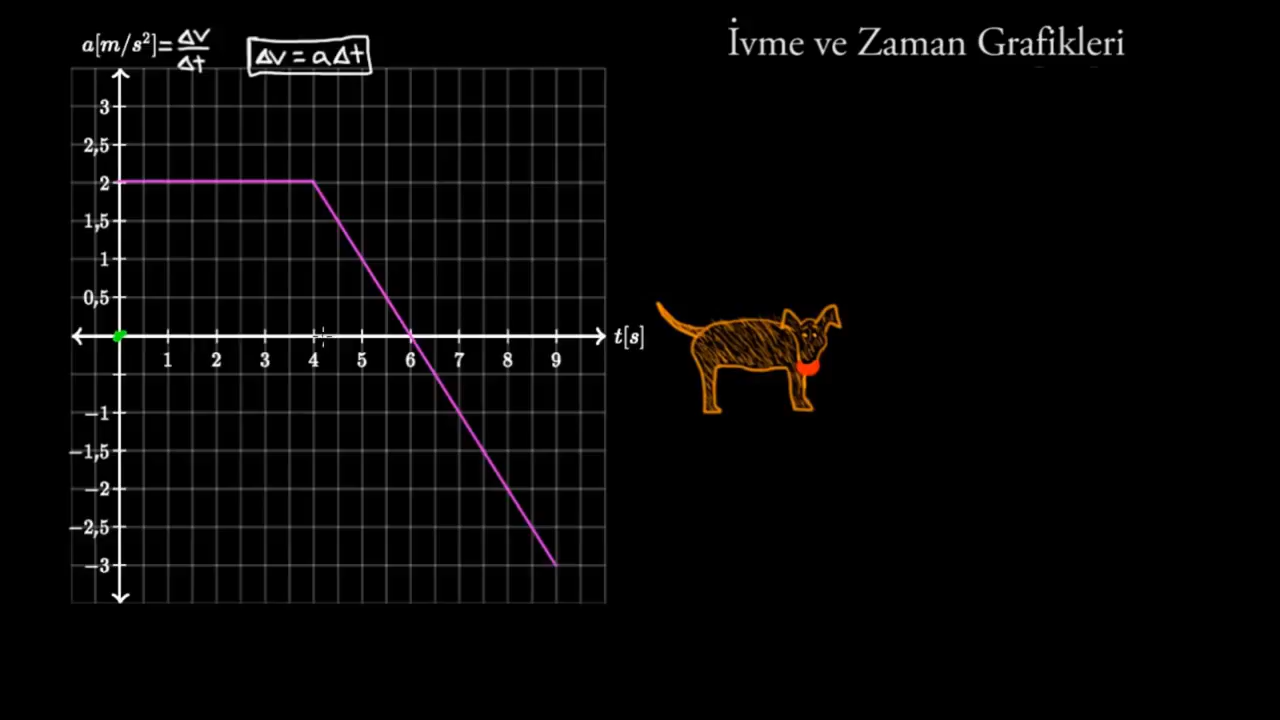 İvme ve Zaman Grafikleri
a[m/s²]=Δv/Δt
Δv = aΔt
3
2,5
2
1,5
1
0,5
t[s]
1 2 3 4 5 6 7 8 9
−1
−1,5
−2
−2,5
−3